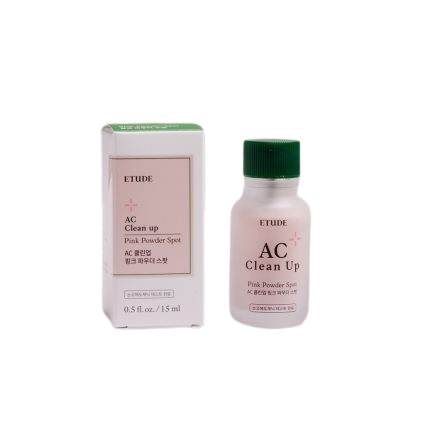 ETUDE
AC
Clean up
Pink Powder Spot
AC 클린업
핑크 파우더 스팟
0.5 fl. oz. / 15 ml
ETUDE
AC
Clean Up
Pink Powder Spot
AC 클린업 핑크 파우더 스팟